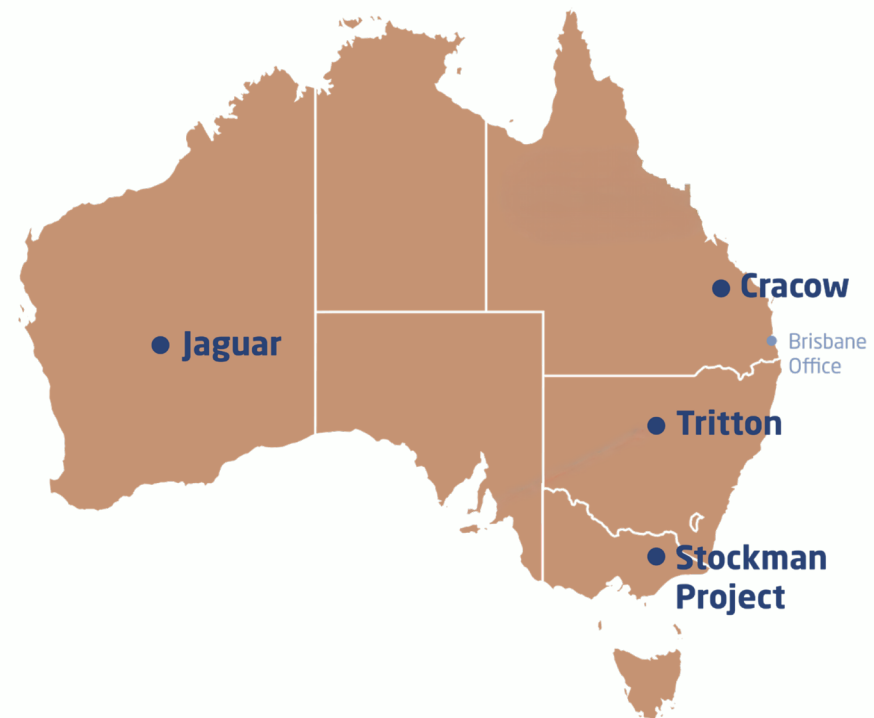 Cracow
Jaguar
Brisbane
Office
Tritton
Stockman
Project